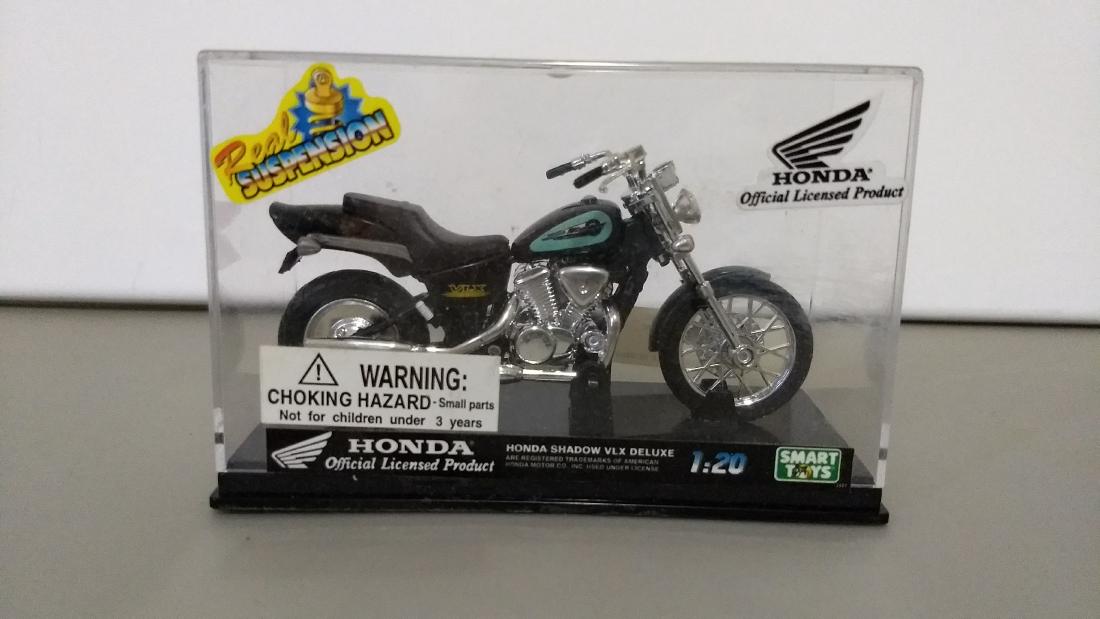 Real
SUSPENSION
HONDA
Official Licensed Product
VLX
WARNING:
CHOKING HAZARD - Small parts
Not for children under 3 years
HONDA
Official Licensed Product
HONDA SHADOW VLX DELUXE
ARE REGISTERED TRADEMARKS OF AMERICAN
HONDA MOTOR CO. INC. USED UNDER LICENSE
1:20
SMART
TOYS